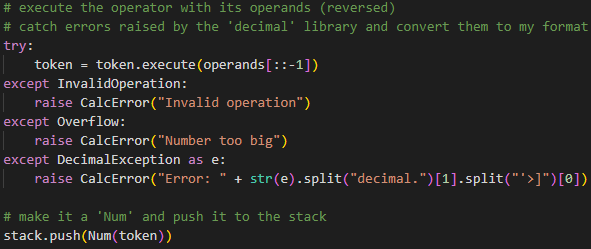 # execute the operator with its operands (reversed)
# catch errors raised by the 'decimal' library and convert them to my format
try:
    token = token.execute(operands[::-1])
except InvalidOperation:
    raise CalcError("Invalid operation")
except Overflow:
    raise CalcError("Number too big")
except DecimalException as e:
    raise CalcError("Error: " + str(e).split("decimal.")[1].split("'>]")[0])
# make it a 'Num' and push it to the stack
stack.push(Num(token))